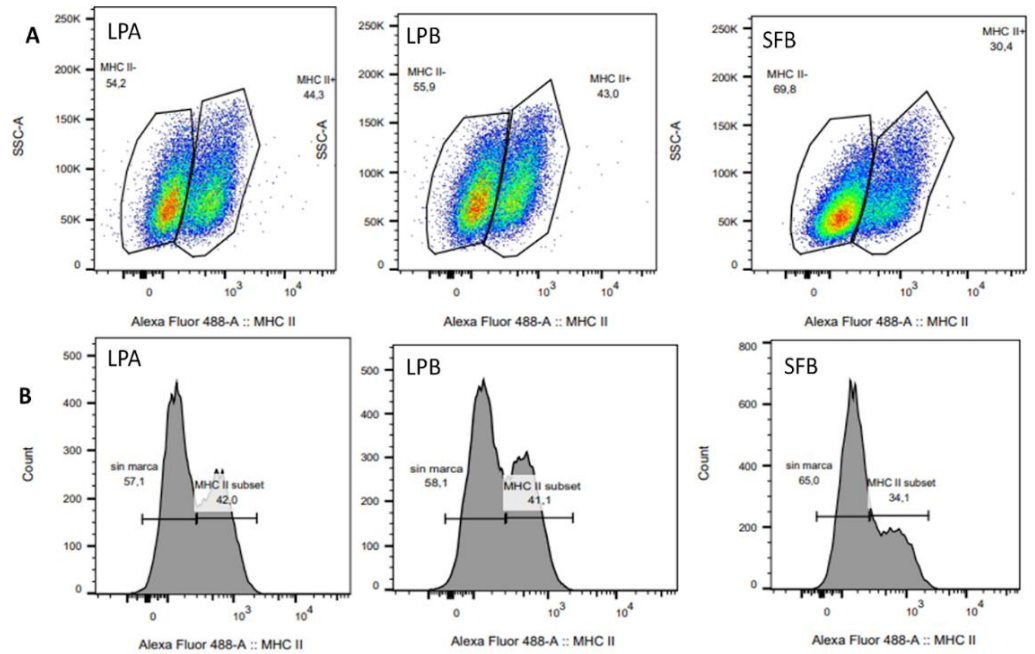 A
LPA
250K
200K
150K
100K
50K
0
SSC-A
MHC II-
54,2
MHC II+
44,3
0
10³
10⁴
Alexa Fluor 488-A :: MHC II
LPB
250K
200K
150K
100K
50K
0
SSC-A
MHC II-
55,9
MHC II+
43,0
0
10³
10⁴
Alexa Fluor 488-A :: MHC II
SFB
250K
200K
150K
100K
50K
0
SSC-A
MHC II-
69,8
MHC II+
30,4
0
10³
10⁴
Alexa Fluor 488-A :: MHC II
B
LPA
500
400
300
200
100
0
Count
sin marca
57,1
MHC II subset
42,0
0
10³
10⁴
Alexa Fluor 488-A :: MHC II
LPB
500
400
300
200
100
0
sin marca
58,1
MHC II subset
41,1
0
10³
10⁴
Alexa Fluor 488-A :: MHC II
SFB
800
600
400
200
0
Count
sin marca
65,0
MHC II subset
34,1
0
10³
10⁴
Alexa Fluor 488-A :: MHC II